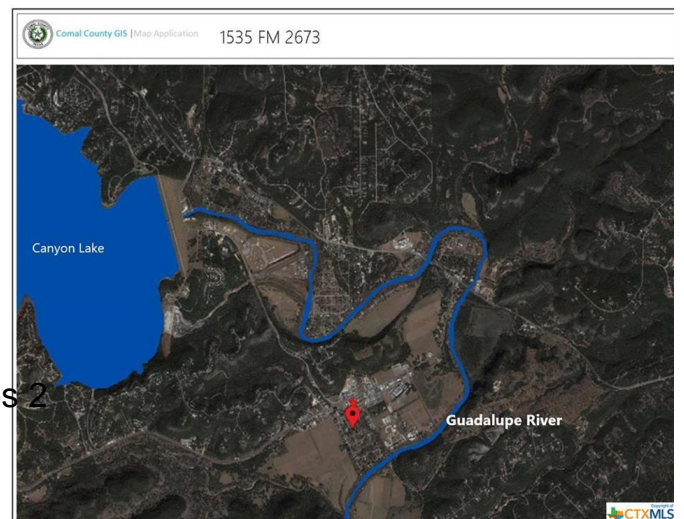 Comal County GIS | Map Application
1535 FM 2673
Canyon Lake
s 2
Guadalupe River
CTXMLS